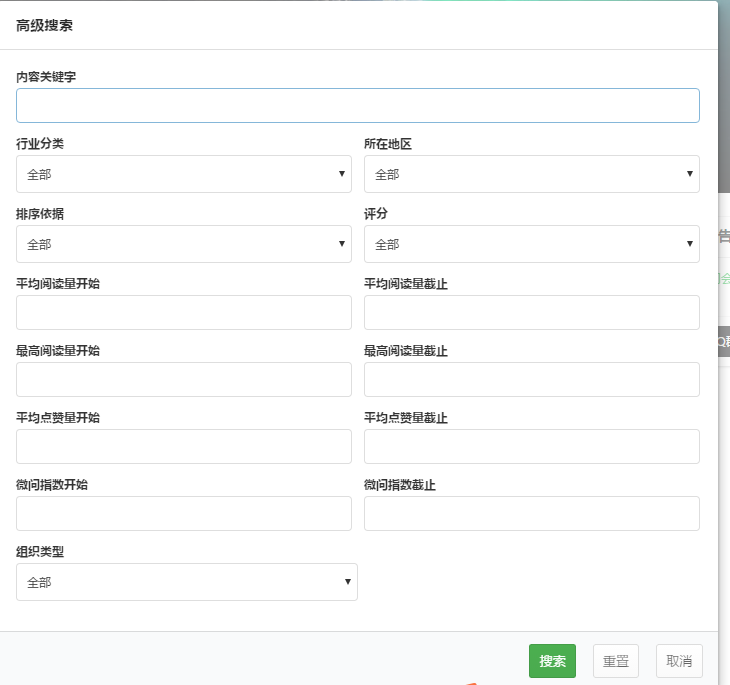 高级搜索
内容关键字
行业分类 所在地区
全部 全部
排序依据 评分
全部 全部
平均阅读量开始 平均阅读量截止
最高阅读量开始 最高阅读量截止
平均点赞量开始 平均点赞量截止
微问指数开始 微问指数截止
组织类型
全部
搜索 重置 取消